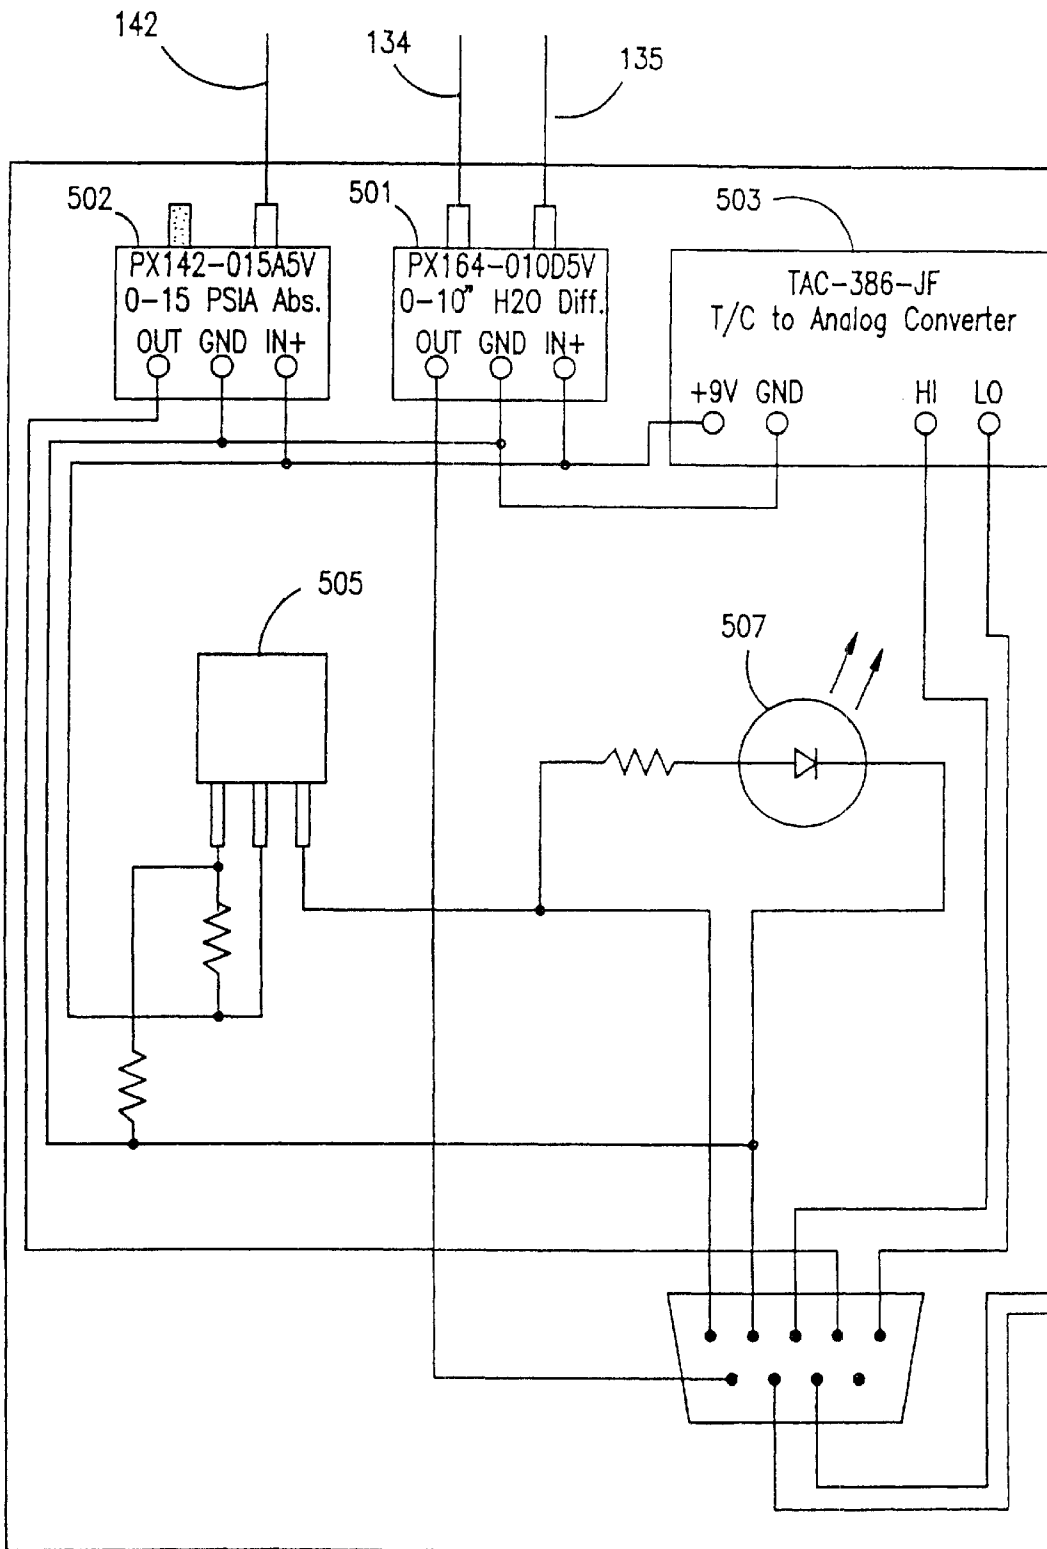 142
134
135
502
501
503
PX142-015A5V
0-15 PSIA Abs.
OUT GND IN+
PX164-010D5V
0-10" H2O Diff.
OUT GND IN+
TAC-386-JF
T/C to Analog Converter
+9V GND HI LO
505
507